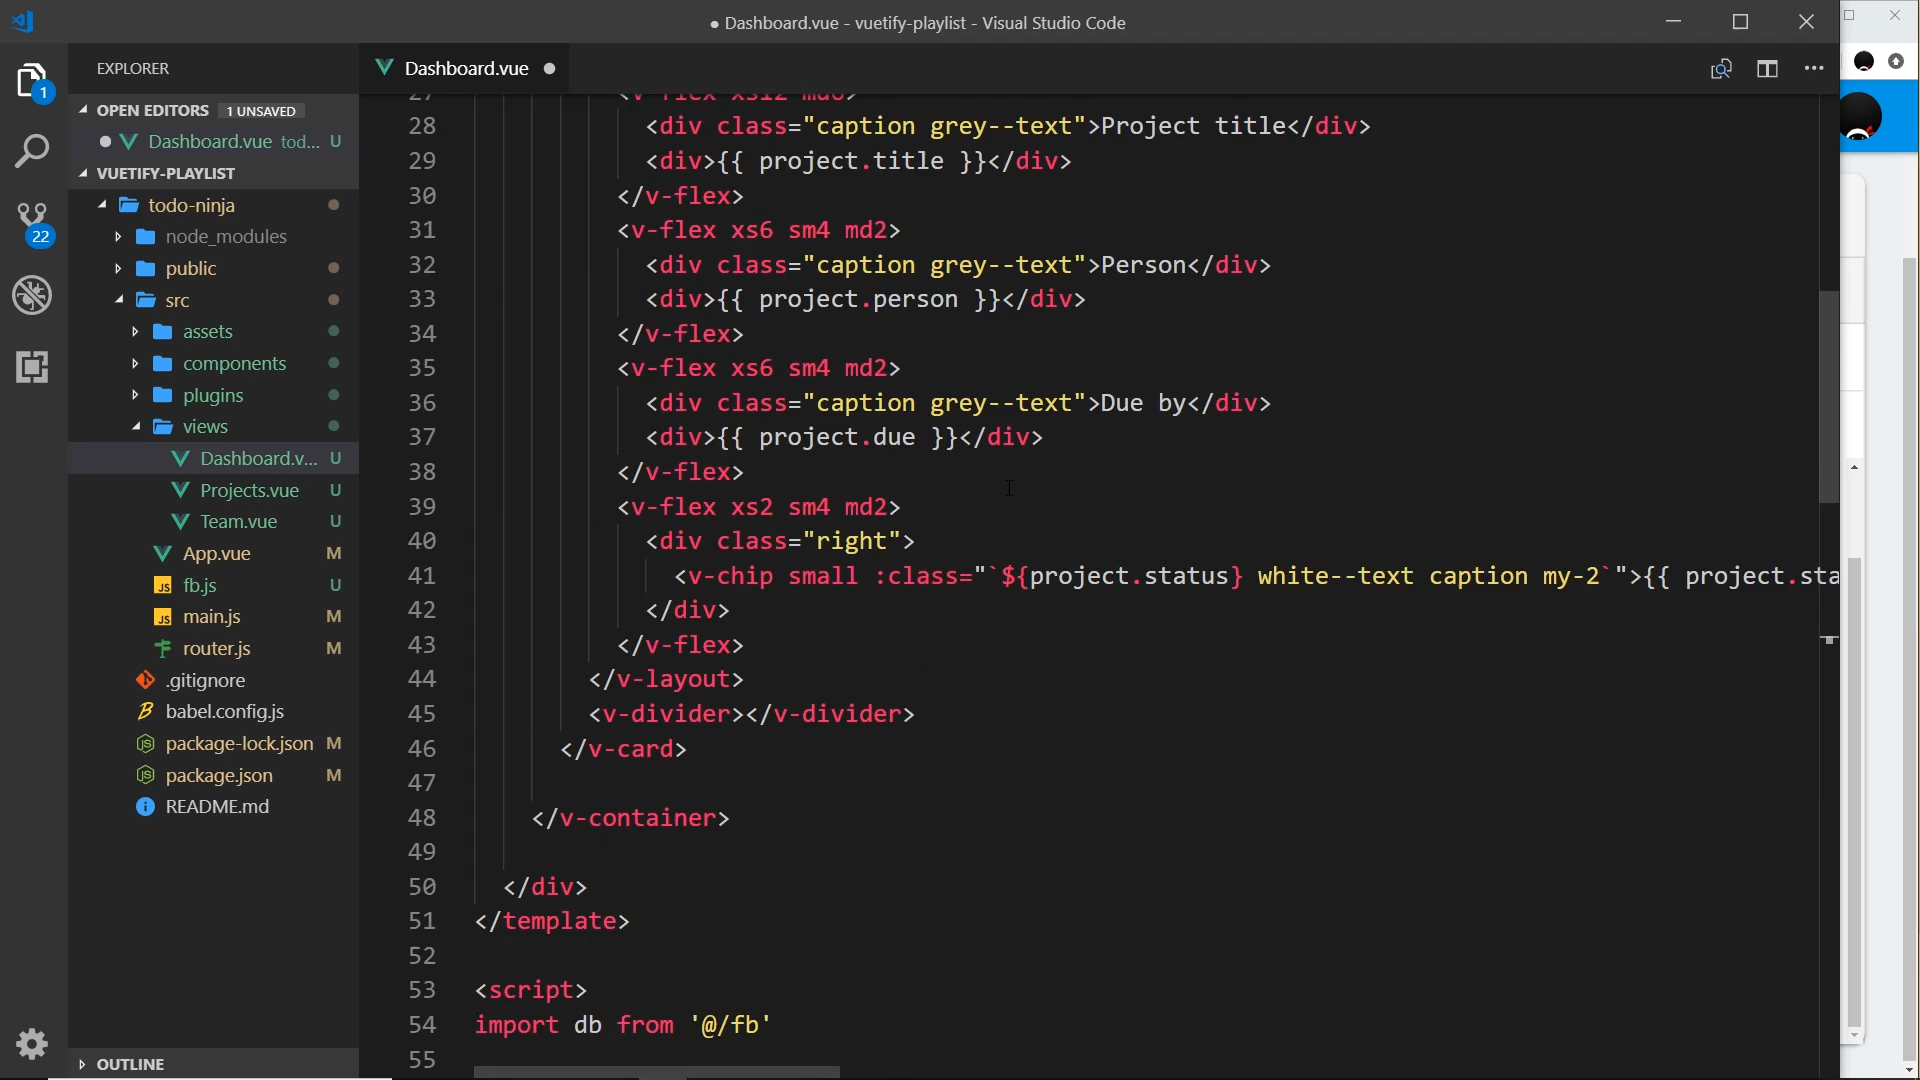 ● Dashboard.vue - vuetify-playlist - Visual Studio Code
EXPLORER
OPEN EDITORS 1 UNSAVED
Dashboard.vue tod... U
VUETIFY-PLAYLIST
todo-ninja
node_modules
public
src
assets
components
plugins
views
Dashboard.v... U
Projects.vue U
Team.vue U
App.vue M
JS fb.js U
JS main.js M
router.js M
.gitignore
babel.config.js
package-lock.json M
package.json M
README.md
OUTLINE
1
22
Dashboard.vue
27 <v-flex xs12 md6>
28 <div class="caption grey--text">Project title</div>
29 <div>{{ project.title }}</div>
30 </v-flex>
31 <v-flex xs6 sm4 md2>
32 <div class="caption grey--text">Person</div>
33 <div>{{ project.person }}</div>
34 </v-flex>
35 <v-flex xs6 sm4 md2>
36 <div class="caption grey--text">Due by</div>
37 <div>{{ project.due }}</div>
38 </v-flex>
39 <v-flex xs2 sm4 md2>
40 <div class="right">
41 <v-chip small :class="`${project.status} white--text caption my-2`">{{ project.sta
42 </div>
43 </v-flex>
44 </v-layout>
45 <v-divider></v-divider>
46 </v-card>
47
48 </v-container>
49
50 </div>
51 </template>
52
53 <script>
54 import db from '@/fb'
55